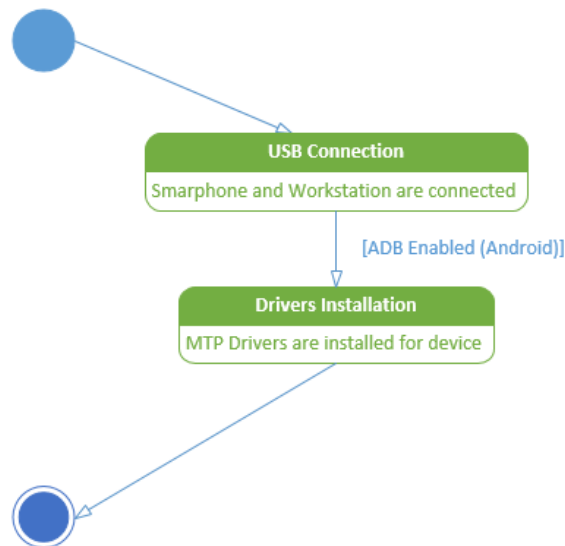 USB Connection
Smarphone and Workstation are connected
[ADB Enabled (Android)]
Drivers Installation
MTP Drivers are installed for device